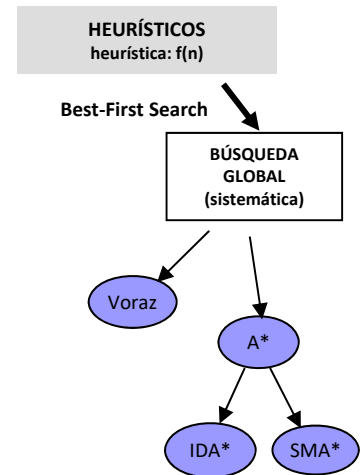 HEURÍSTICOS
heurística: f(n)
Best-First Search
BÚSQUEDA
GLOBAL
(sistemática)
Voraz
A*
IDA*
SMA*